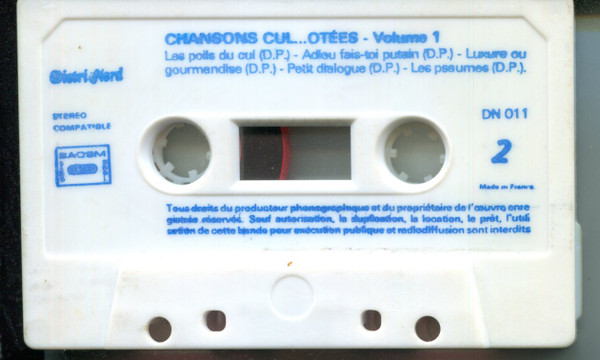 CHANSONS CUL...OTÉES - Volume 1
Les poils du cul (D.P.) - Adieu fais-toi putain (D.P.) - Luxure ou
gourmandise (D.P.) - Petit dialogue (D.P.) - Les psaumes (D.P.).
Distri Nord
STEREO
COMPATIBLE
DN 011
SACEM
2
Made in France
Tous droits du producteur phonographique et du propriétaire de l'œuvre enre
gistrée réservés. Sauf autorisation, la duplication, la location, le prêt, l'utili
sation de cette bande pour exécution publique et radiodiffusion sont interdits